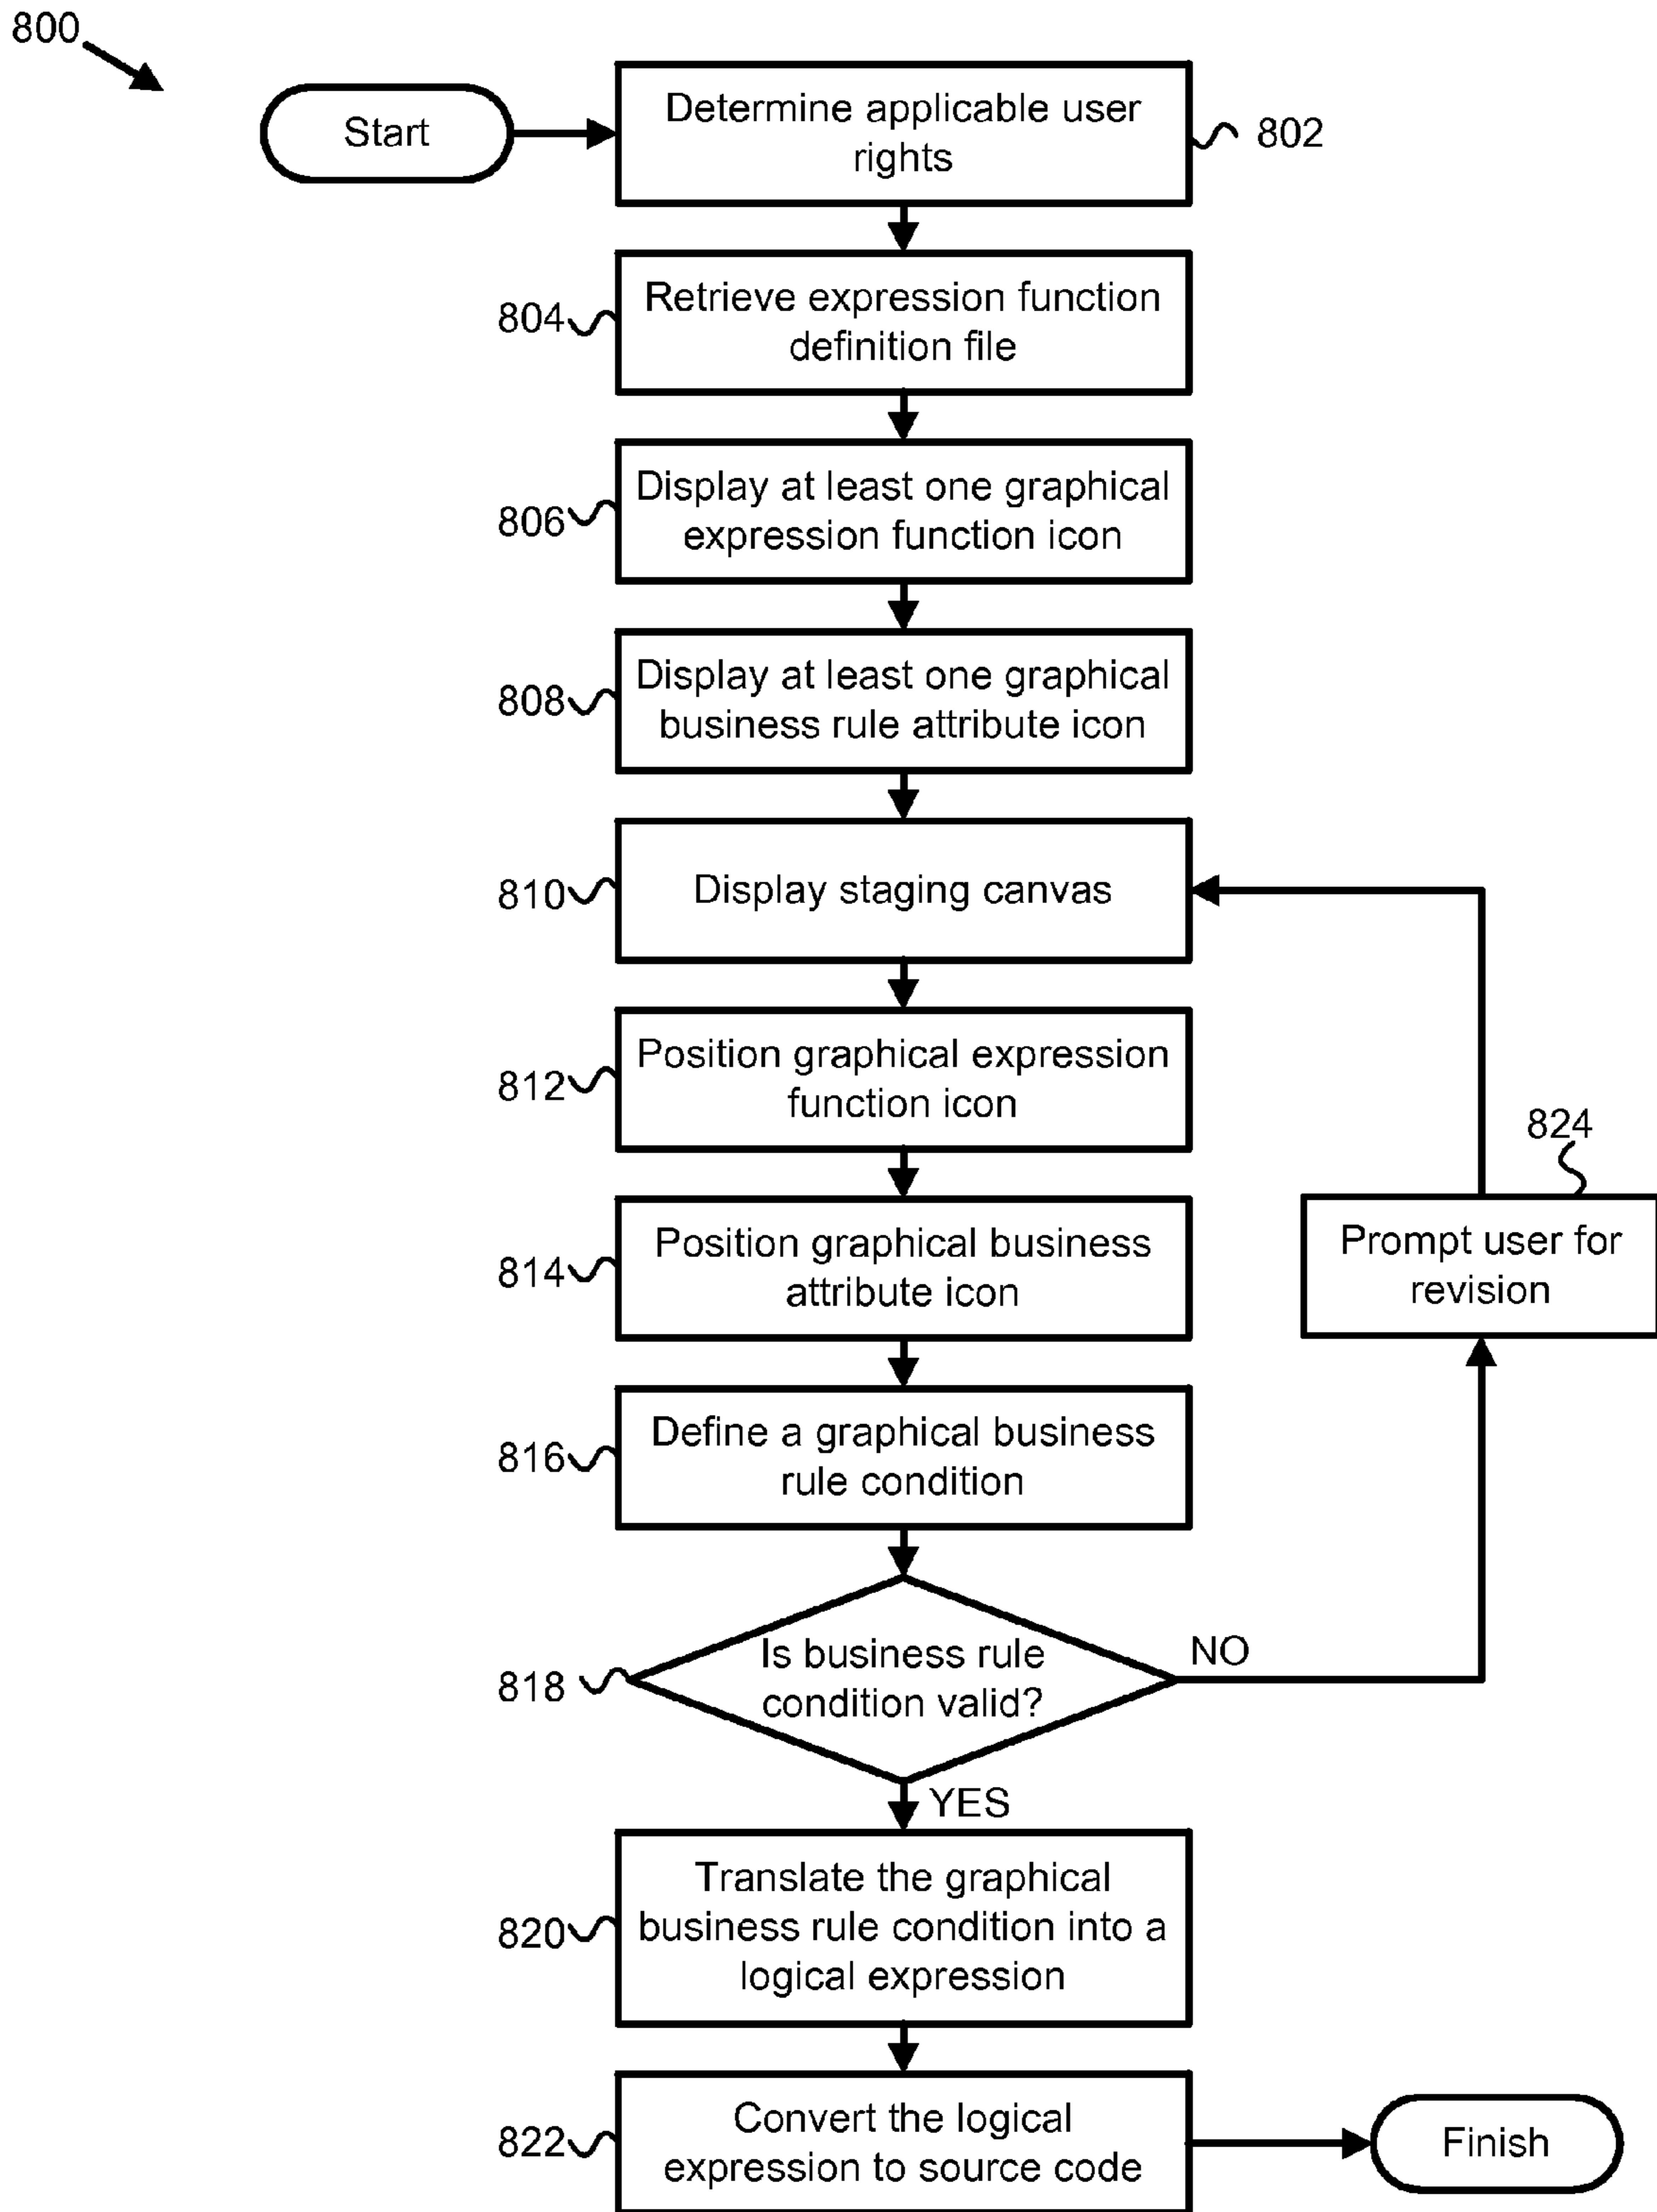 800
Start
Determine applicable user
rights
802
804
Retrieve expression function
definition file
806
Display at least one graphical
expression function icon
808
Display at least one graphical
business rule attribute icon
810
Display staging canvas
812
Position graphical expression
function icon
814
Position graphical business
attribute icon
824
Prompt user for
revision
816
Define a graphical business
rule condition
818
Is business rule
condition valid?
NO
YES
820
Translate the graphical
business rule condition into a
logical expression
822
Convert the logical
expression to source code
Finish